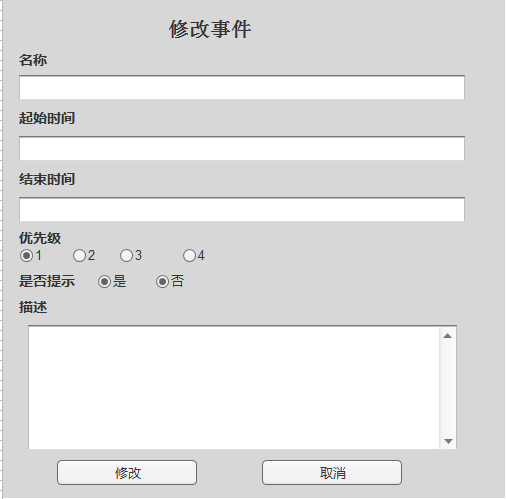 修改事件
名称
起始时间
结束时间
优先级
1 2 3 4
是否提示 是 否
描述
修改 取消